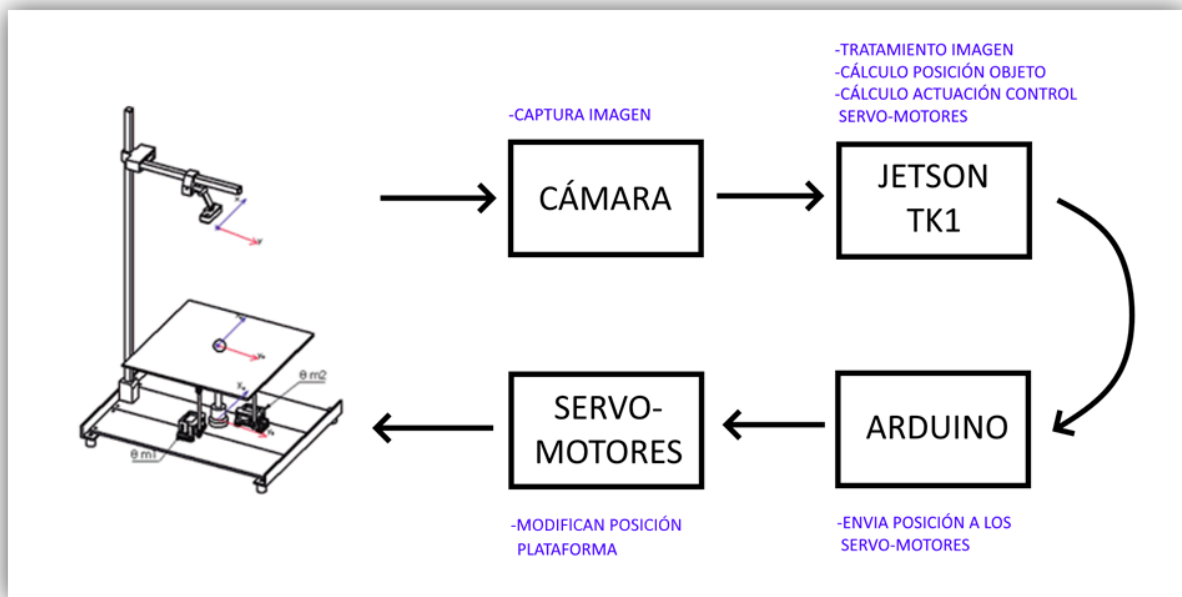 -TRATAMIENTO IMAGEN
-CÁLCULO POSICIÓN OBJETO
-CÁLCULO ACTUACIÓN CONTROL
SERVO-MOTORES
-CAPTURA IMAGEN
CÁMARA
JETSON
TK1
θ m2
θ m1
SERVO-
MOTORES
ARDUINO
-MODIFICAN POSICIÓN
PLATAFORMA
-ENVIA POSICIÓN A LOS
SERVO-MOTORES